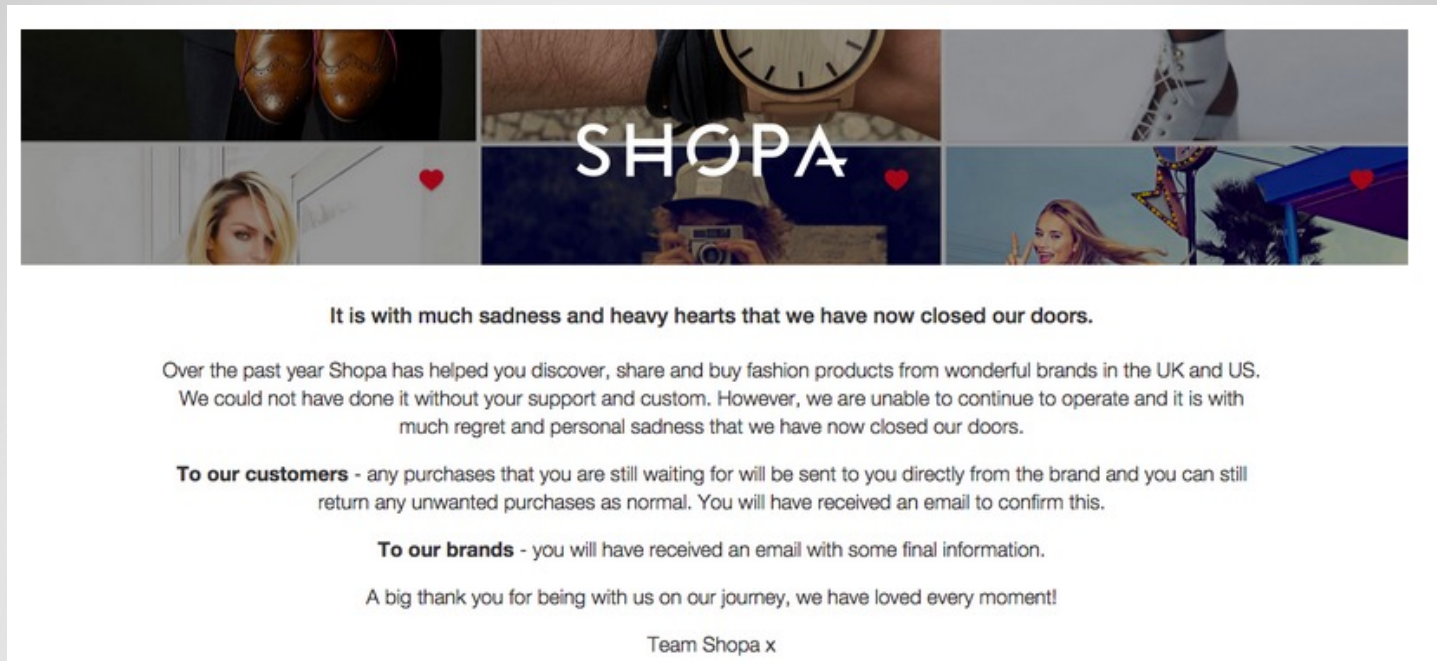 SHOPA
It is with much sadness and heavy hearts that we have now closed our doors.
Over the past year Shopa has helped you discover, share and buy fashion products from wonderful brands in the UK and US.
We could not have done it without your support and custom. However, we are unable to continue to operate and it is with
much regret and personal sadness that we have now closed our doors.
To our customers - any purchases that you are still waiting for will be sent to you directly from the brand and you can still
return any unwanted purchases as normal. You will have received an email to confirm this.
To our brands - you will have received an email with some final information.
A big thank you for being with us on our journey, we have loved every moment!
Team Shopa x